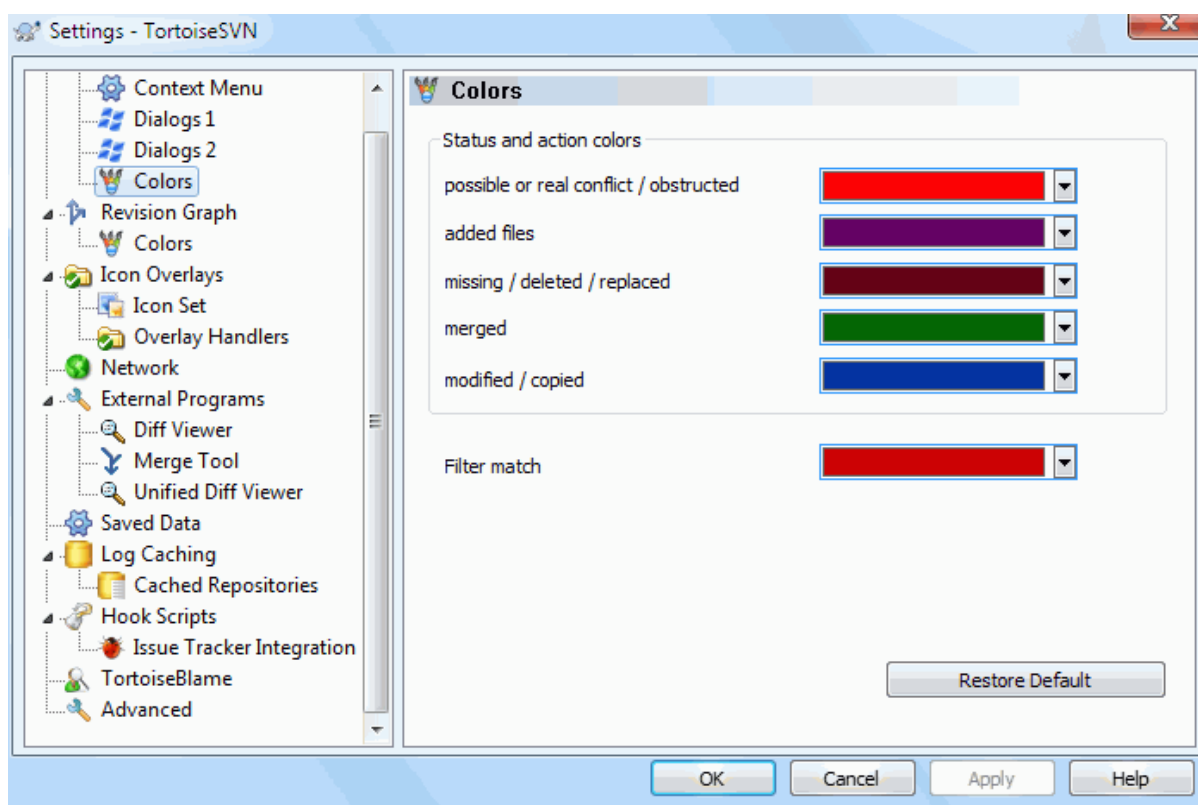 Settings - TortoiseSVN
Context Menu
Dialogs 1
Dialogs 2
Colors
Revision Graph
Colors
Icon Overlays
Icon Set
Overlay Handlers
Network
External Programs
Diff Viewer
Merge Tool
Unified Diff Viewer
Saved Data
Log Caching
Cached Repositories
Hook Scripts
Issue Tracker Integration
TortoiseBlame
Advanced
Colors
Status and action colors
possible or real conflict / obstructed
added files
missing / deleted / replaced
merged
modified / copied
Filter match
Restore Default
OK Cancel Apply Help